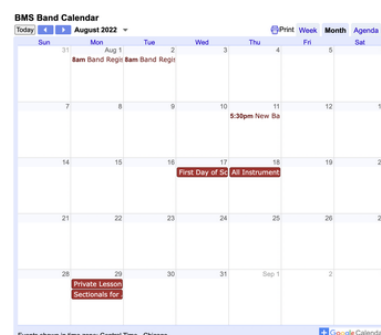 BMS Band Calendar
Today August 2022 Print Week Month Agenda
Sun Mon Tue Wed Thu Fri Sat
31 Aug 1 2 3 4 5
8am Band Regis 8am Band Regis
7 8 9 10 11 12
5:30pm New Ba
14 15 16 17 18 19
First Day of Sc All Instrument
21 22 23 24 25 26
28 29 30 31 Sep 1 2
Private Lesson
Sectionals for
Events shown in time zone: Central Time - Chicago
+ GoogleCalenda